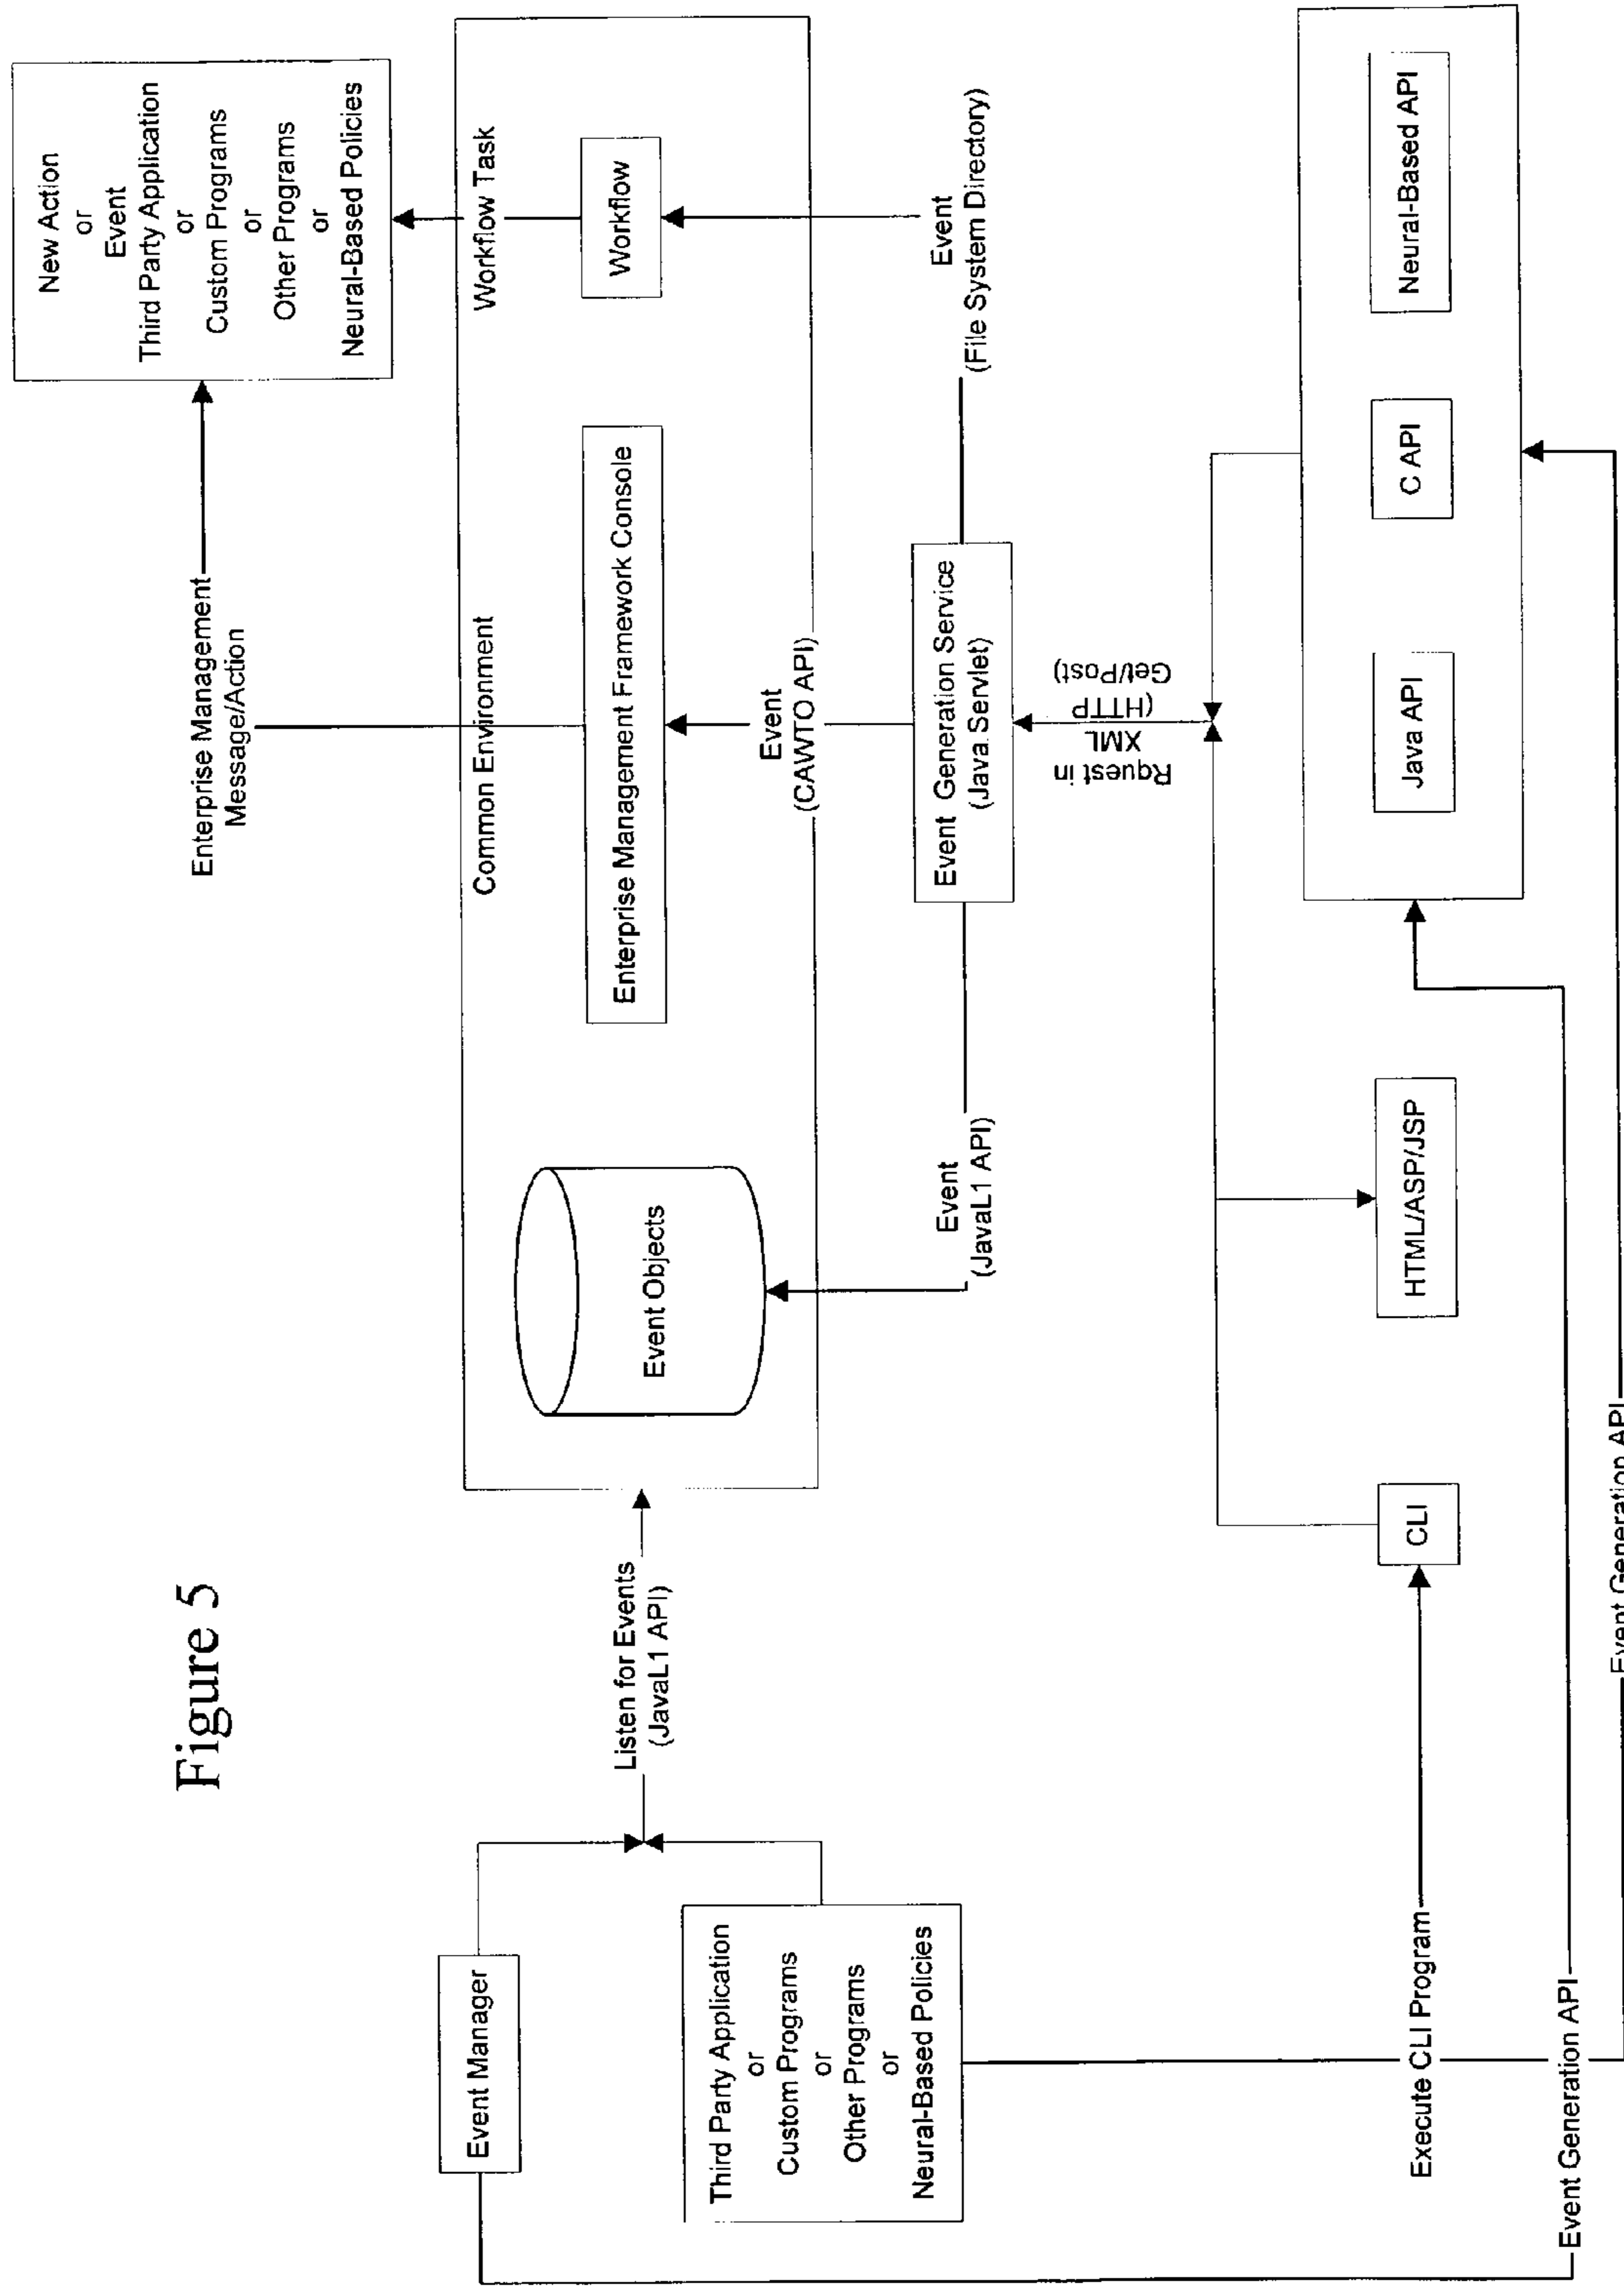 Figure 5
New Action
or
Event
Third Party Application
or
Custom Programs
or
Other Programs
or
Neural-Based Policies
Enterprise Management
Message/Action
Common Environment
Workflow Task
Event Objects
Enterprise Management Framework Console
Workflow
Listen for Events
(JavaL1 API)
Event Manager
Third Party Application
or
Custom Programs
or
Other Programs
or
Neural-Based Policies
Event
(CAWTO API)
Event
(JavaL1 API)
Event Generation Service
(Java Servlet)
Event
(File System Directory)
Rquest in
XML
(HTTP
Get/Post)
CLI
HTML/ASP/JSP
Java API
C API
Neural-Based API
Execute CLI Program
Event Generation API
Event Generation API